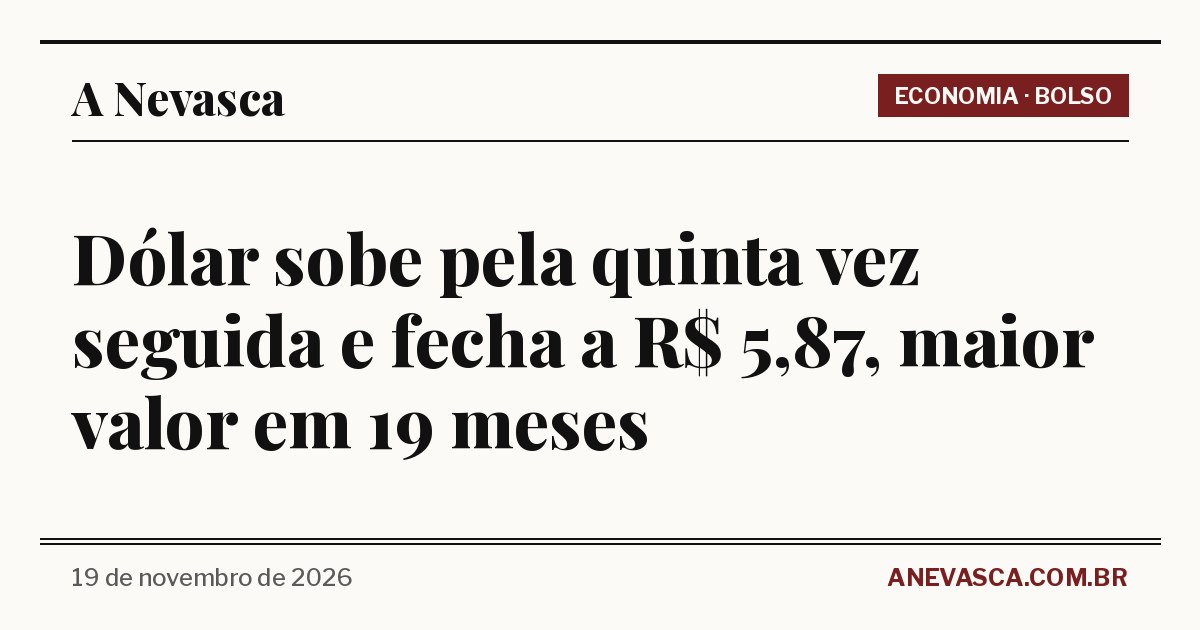 A Nevasca
ECONOMIA · BOLSO
Dólar sobe pela quinta vez
seguida e fecha a R$ 5,87, maior
valor em 19 meses
19 de novembro de 2026
ANEVASCA.COM.BR